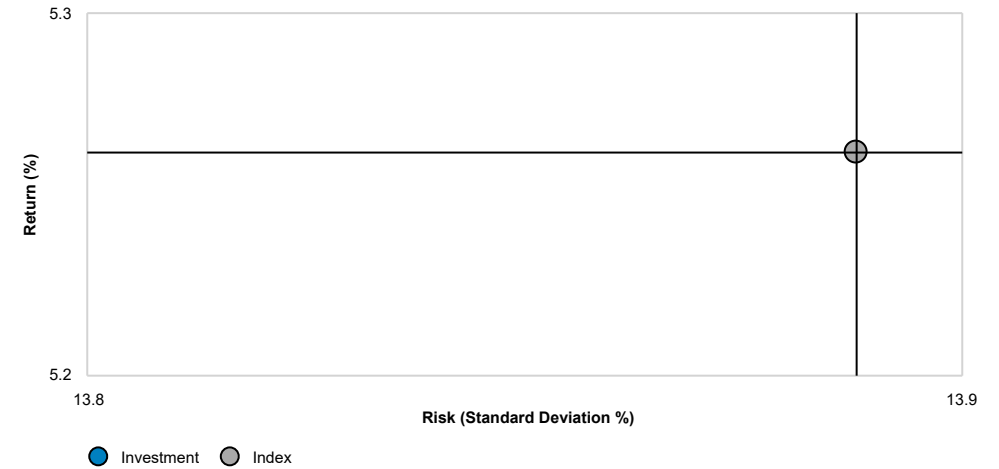 5.3
Return (%)
5.2
13.8
13.9
Risk (Standard Deviation %)
Investment
Index